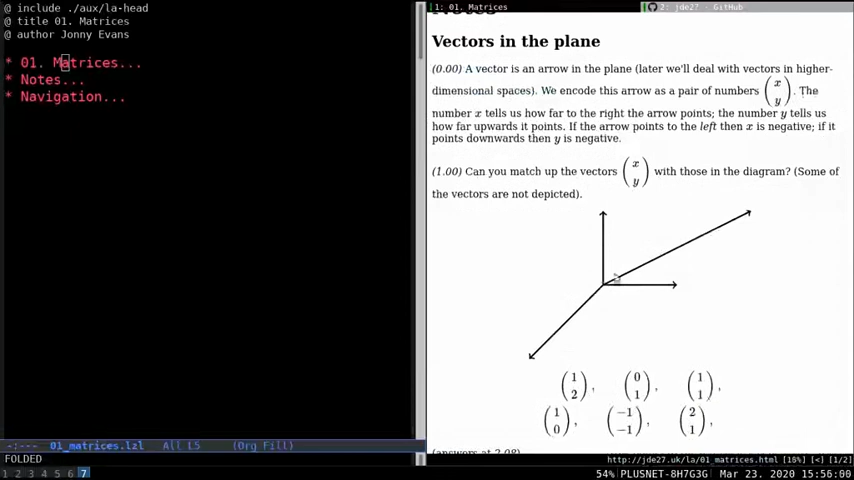 @ include ./aux/la-head
@ title 01. Matrices
@ author Jonny Evans
* 01. Matrices...
* Notes...
* Navigation...
-:--- 01_matrices.lzl All L5 (Org Fill)
FOLDED
1 2 3 4 5 6 7
1: 01. Matrices
2: jde27 · GitHub
Notes
Vectors in the plane
(0.00) A vector is an arrow in the plane (later we'll deal with vectors in higher-
dimensional spaces). We encode this arrow as a pair of numbers (x y). The
number x tells us how far to the right the arrow points; the number y tells us
how far upwards it points. If the arrow points to the left then x is negative; if it
points downwards then y is negative.
(1.00) Can you match up the vectors (x y) with those in the diagram? (Some of
the vectors are not depicted).
(1 2), (0 1), (1 1),
(1 0), (-1 -1), (2 1),
(answers at 2.08)
http://jde27.uk/la/01_matrices.html [16%] [<] [1/2]
54% PLUSNET-8H7G3G Mar 23. 2020 15:56:00